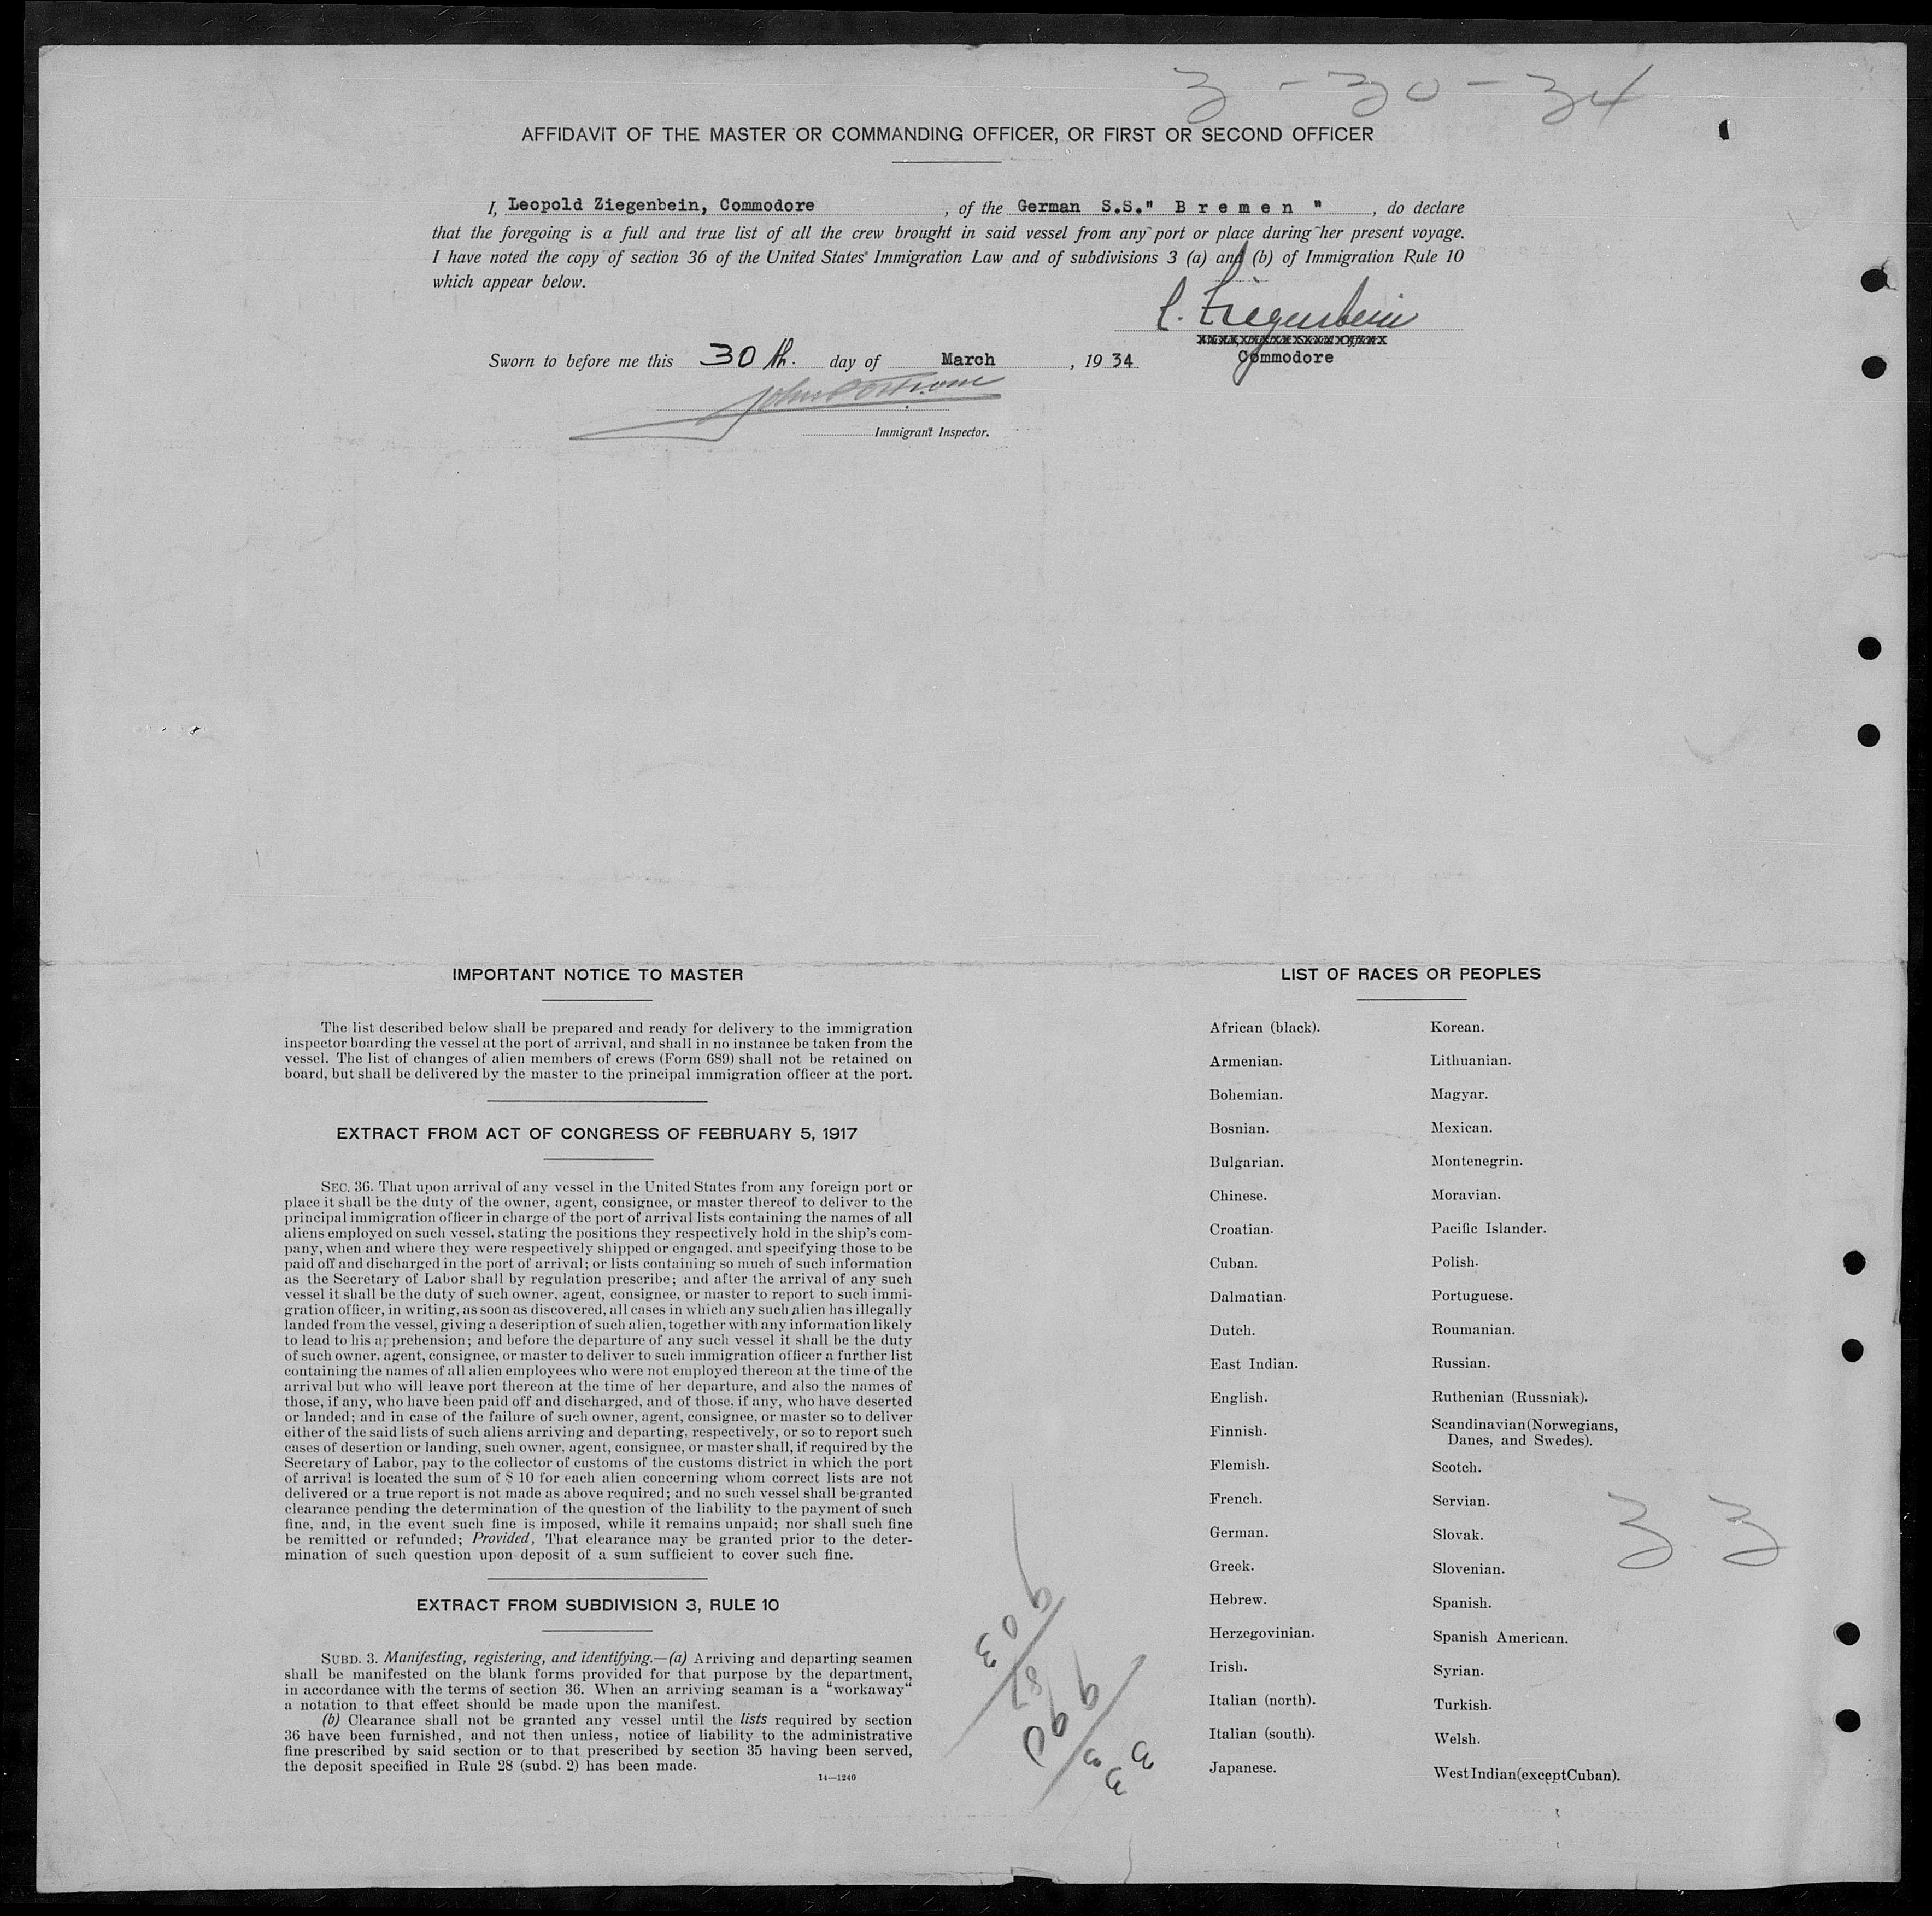 3-30-34
AFFIDAVIT OF THE MASTER OR COMMANDING OFFICER, OR FIRST OR SECOND OFFICER
I, Leopold Ziegenbein, Commodore, of the German S.S." B r e m e n ", do declare
that the foregoing is a full and true list of all the crew brought in said vessel from any port or place during her present voyage.
I have noted the copy of section 36 of the United States' Immigration Law and of subdivisions 3 (a) and (b) of Immigration Rule 10
which appear below.
L. Ziegenbein
Sworn to before me this 30th. day of March, 1934
Commodore
Immigrant Inspector.
IMPORTANT NOTICE TO MASTER
The list described below shall be prepared and ready for delivery to the immigration
inspector boarding the vessel at the port of arrival, and shall in no instance be taken from the
vessel. The list of changes of alien members of crews (Form 689) shall not be retained on
board, but shall be delivered by the master to the principal immigration officer at the port.
EXTRACT FROM ACT OF CONGRESS OF FEBRUARY 5, 1917
SEC. 36. That upon arrival of any vessel in the United States from any foreign port or
place it shall be the duty of the owner, agent, consignee, or master thereof to deliver to the
principal immigration officer in charge of the port of arrival lists containing the names of all
aliens employed on such vessel, stating the positions they respectively hold in the ship's com-
pany, when and where they were respectively shipped or engaged, and specifying those to be
paid off and discharged in the port of arrival; or lists containing so much of such information
as the Secretary of Labor shall by regulation prescribe; and after the arrival of any such
vessel it shall be the duty of such owner, agent, consignee, or master to report to such immi-
gration officer, in writing, as soon as discovered, all cases in which any such alien has illegally
landed from the vessel, giving a description of such alien, together with any information likely
to lead to his apprehension; and before the departure of any such vessel it shall be the duty
of such owner, agent, consignee, or master to deliver to such immigration officer a further list
containing the names of all alien employees who were not employed thereon at the time of the
arrival but who will leave port thereon at the time of her departure, and also the names of
those, if any, who have been paid off and discharged, and of those, if any, who have deserted
or landed; and in case of the failure of such owner, agent, consignee, or master so to deliver
either of the said lists of such aliens arriving and departing, respectively, or so to report such
cases of desertion or landing, such owner, agent, consignee, or master shall, if required by the
Secretary of Labor, pay to the collector of customs of the customs district in which the port
of arrival is located the sum of $ 10 for each alien concerning whom correct lists are not
delivered or a true report is not made as above required; and no such vessel shall be granted
clearance pending the determination of the question of the liability to the payment of such
fine, and, in the event such fine is imposed, while it remains unpaid; nor shall such fine
be remitted or refunded; Provided, That clearance may be granted prior to the deter-
mination of such question upon deposit of a sum sufficient to cover such fine.
EXTRACT FROM SUBDIVISION 3, RULE 10
SUBD. 3. Manifesting, registering, and identifying.—(a) Arriving and departing seamen
shall be manifested on the blank forms provided for that purpose by the department,
in accordance with the terms of section 36. When an arriving seaman is a "workaway"
a notation to that effect should be made upon the manifest.
(b) Clearance shall not be granted any vessel until the lists required by section
36 have been furnished, and not then unless, notice of liability to the administrative
fine prescribed by said section or to that prescribed by section 35 having been served,
the deposit specified in Rule 28 (subd. 2) has been made.
14—1240
LIST OF RACES OR PEOPLES
African (black).
Armenian.
Bohemian.
Bosnian.
Bulgarian.
Chinese.
Croatian.
Cuban.
Dalmatian.
Dutch.
East Indian.
English.
Finnish.
Flemish.
French.
German.
Greek.
Hebrew.
Herzegovinian.
Irish.
Italian (north).
Italian (south).
Japanese.
Korean.
Lithuanian.
Magyar.
Mexican.
Montenegrin.
Moravian.
Pacific Islander.
Polish.
Portuguese.
Roumanian.
Russian.
Ruthenian (Russniak).
Scandinavian (Norwegians,
Danes, and Swedes).
Scotch.
Servian.
Slovak.
Slovenian.
Spanish.
Spanish American.
Syrian.
Turkish.
Welsh.
West Indian (except Cuban).
33